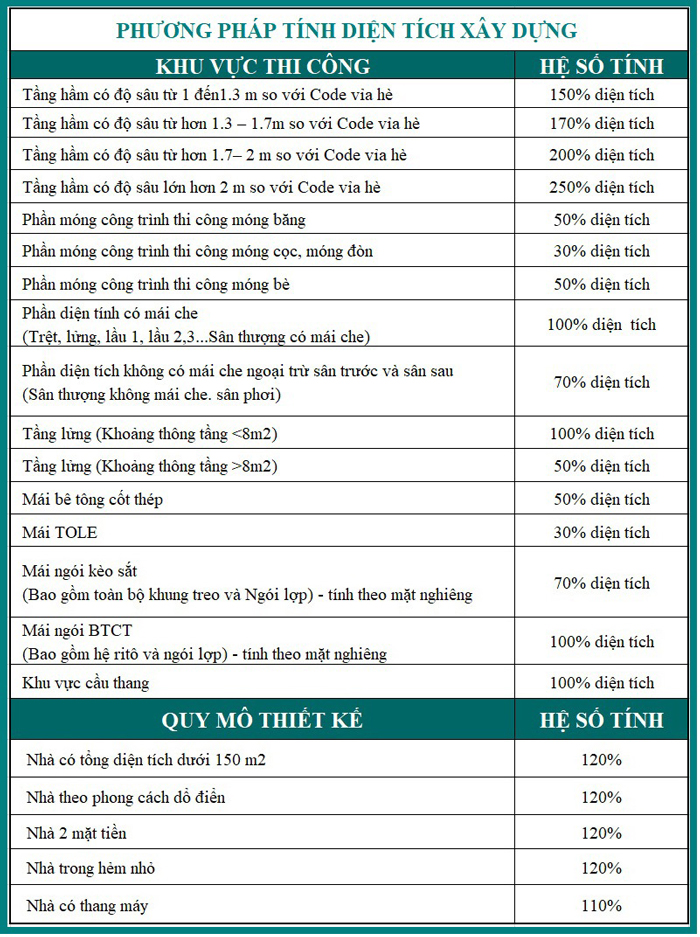 PHƯƠNG PHÁP TÍNH DIỆN TÍCH XÂY DỰNG
KHU VỰC THI CÔNG HỆ SỐ TÍNH
Tầng hầm có độ sâu từ 1 đến1.3 m so với Code vỉa hè 150% diện tích
Tầng hầm có độ sâu từ hơn 1.3 – 1.7m so với Code vỉa hè 170% diện tích
Tầng hầm có độ sâu từ hơn 1.7– 2 m so với Code vỉa hè 200% diện tích
Tầng hầm có độ sâu lớn hơn 2 m so với Code vỉa hè 250% diện tích
Phần móng công trình thi công móng băng 50% diện tích
Phần móng công trình thi công móng cọc, móng đòn 30% diện tích
Phần móng công trình thi công móng bè 50% diện tích
Phần diện tính có mái che
(Trệt, lửng, lầu 1, lầu 2,3...Sân thượng có mái che) 100% diện tích
Phần diện tích không có mái che ngoại trừ sân trước và sân sau
(Sân thượng không mái che. sân phơi) 70% diện tích
Tầng lửng (Khoảng thông tầng <8m2) 100% diện tích
Tầng lửng (Khoảng thông tầng >8m2) 50% diện tích
Mái bê tông cốt thép 50% diện tích
Mái TOLE 30% diện tích
Mái ngói kèo sắt
(Bao gồm toàn bộ khung treo và Ngói lợp) - tính theo mặt nghiêng 70% diện tích
Mái ngói BTCT
(Bao gồm hệ ritô và ngói lợp) - tính theo mặt nghiêng 100% diện tích
Khu vực cầu thang 100% diện tích
QUY MÔ THIẾT KẾ HỆ SỐ TÍNH
Nhà có tổng diện tích dưới 150 m2 120%
Nhà theo phong cách dổ điển 120%
Nhà 2 mặt tiền 120%
Nhà trong hẻm nhỏ 120%
Nhà có thang máy 110%